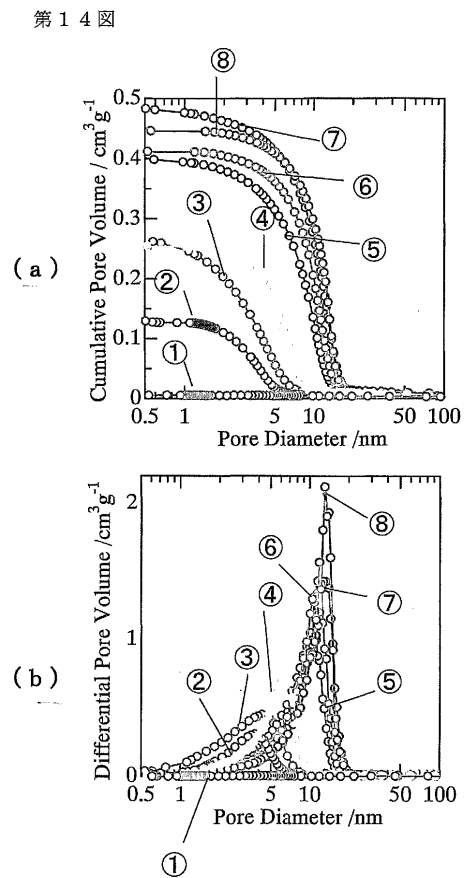 第14図
(a)
Cumulative Pore Volume / cm³g⁻¹
0.5
0.4
0.3
0.2
0.1
0
⑧
⑦
⑥
③
④
⑤
②
①
0.5 1 5 10 50 100
Pore Diameter /nm
(b)
Differential Pore Volume /cm³g⁻¹
2
1
0
⑧
⑥
⑦
④
③
②
⑤
0.5 1 5 10 50 100
Pore Diameter /nm
①